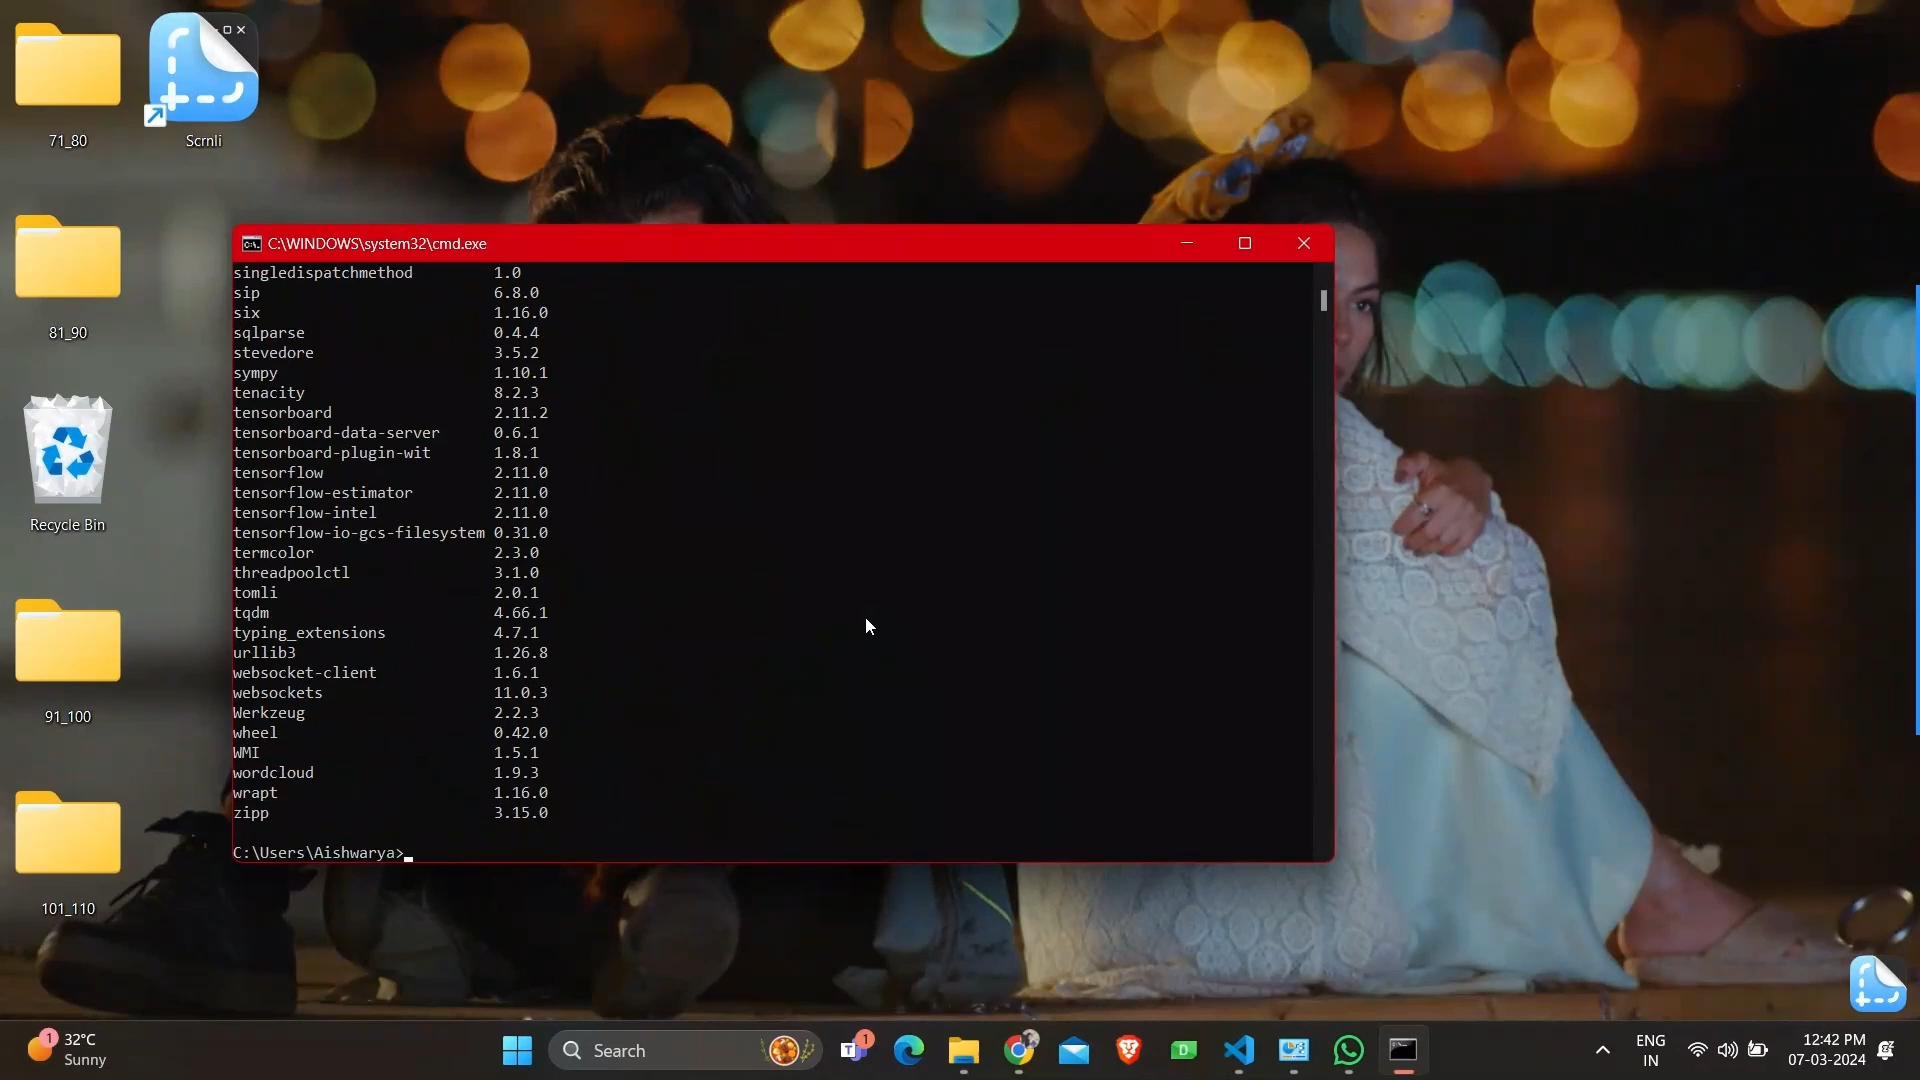 71_80
Scrnli
81_90
Recycle Bin
91_100
101_110
C:\WINDOWS\system32\cmd.exe
singledispatchmethod 1.0
sip 6.8.0
six 1.16.0
sqlparse 0.4.4
stevedore 3.5.2
sympy 1.10.1
tenacity 8.2.3
tensorboard 2.11.2
tensorboard-data-server 0.6.1
tensorboard-plugin-wit 1.8.1
tensorflow 2.11.0
tensorflow-estimator 2.11.0
tensorflow-intel 2.11.0
tensorflow-io-gcs-filesystem 0.31.0
termcolor 2.3.0
threadpoolctl 3.1.0
tomli 2.0.1
tqdm 4.66.1
typing_extensions 4.7.1
urllib3 1.26.8
websocket-client 1.6.1
websockets 11.0.3
Werkzeug 2.2.3
wheel 0.42.0
WMI 1.5.1
wordcloud 1.9.3
wrapt 1.16.0
zipp 3.15.0
C:\Users\Aishwarya>
1
32°C
Sunny
Search
T
1
D
ENG
IN
12:42 PM
07-03-2024